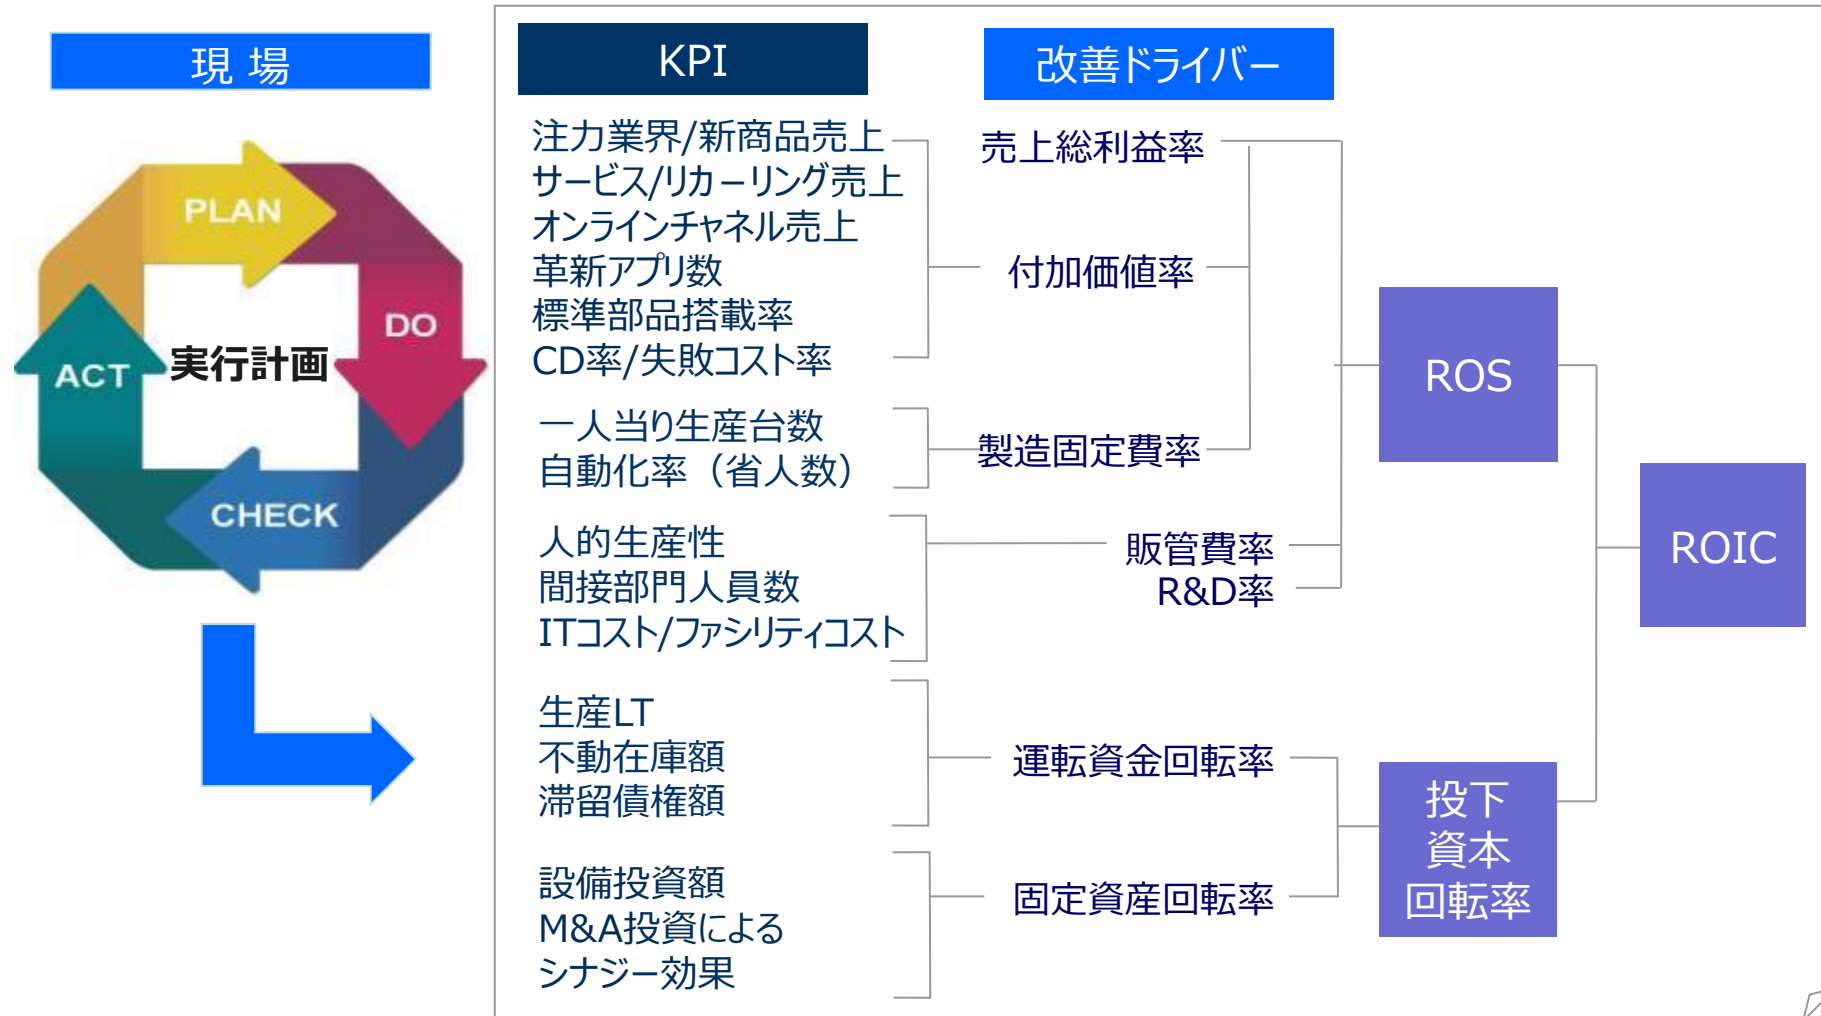 現 場
PLAN
DO
CHECK
ACT
実行計画
KPI
注力業界/新商品売上
サービス/リカーリング売上
オンラインチャネル売上
革新アプリ数
標準部品搭載率
CD率/失敗コスト率
一人当り生産台数
自動化率（省人数）
人的生産性
間接部門人員数
ITコスト/ファシリティコスト
生産LT
不動在庫額
滞留債権額
設備投資額
M&A投資による
シナジー効果
改善ドライバー
売上総利益率
付加価値率
製造固定費率
販管費率
R&D率
運転資金回転率
固定資産回転率
ROS
投下
資本
回転率
ROIC